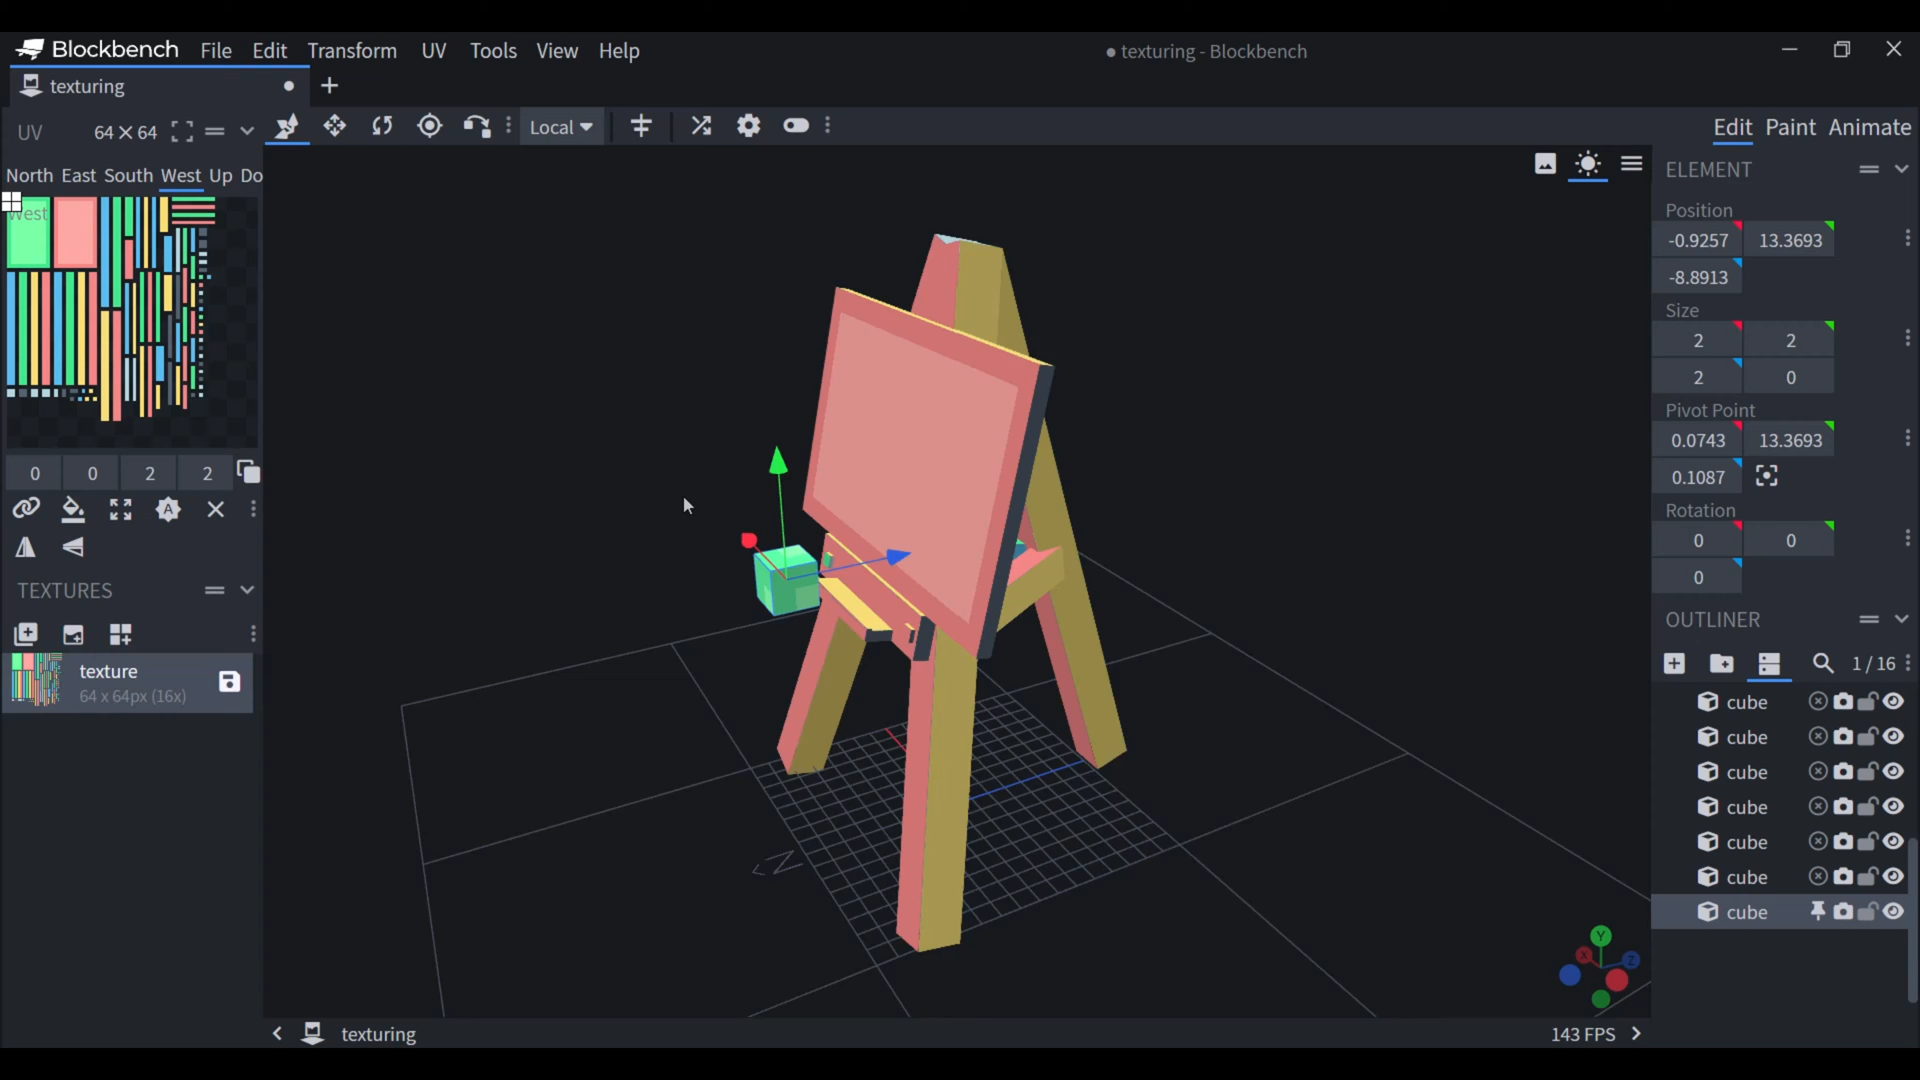 Blockbench File Edit Transform UV Tools View Help
● texturing - Blockbench
texturing
UV 64×64
Local
Edit Paint Animate
North East South West Up Do
West
0 0 2 2
TEXTURES
texture
64 x 64px (16x)
ELEMENT
Position
-0.9257 13.3693
-8.8913
Size
2 2
2 0
Pivot Point
0.0743 13.3693
0.1087
Rotation
0 0
0
OUTLINER
1 / 16
cube
cube
cube
cube
cube
cube
cube
Y
X
Z
N
texturing
143 FPS